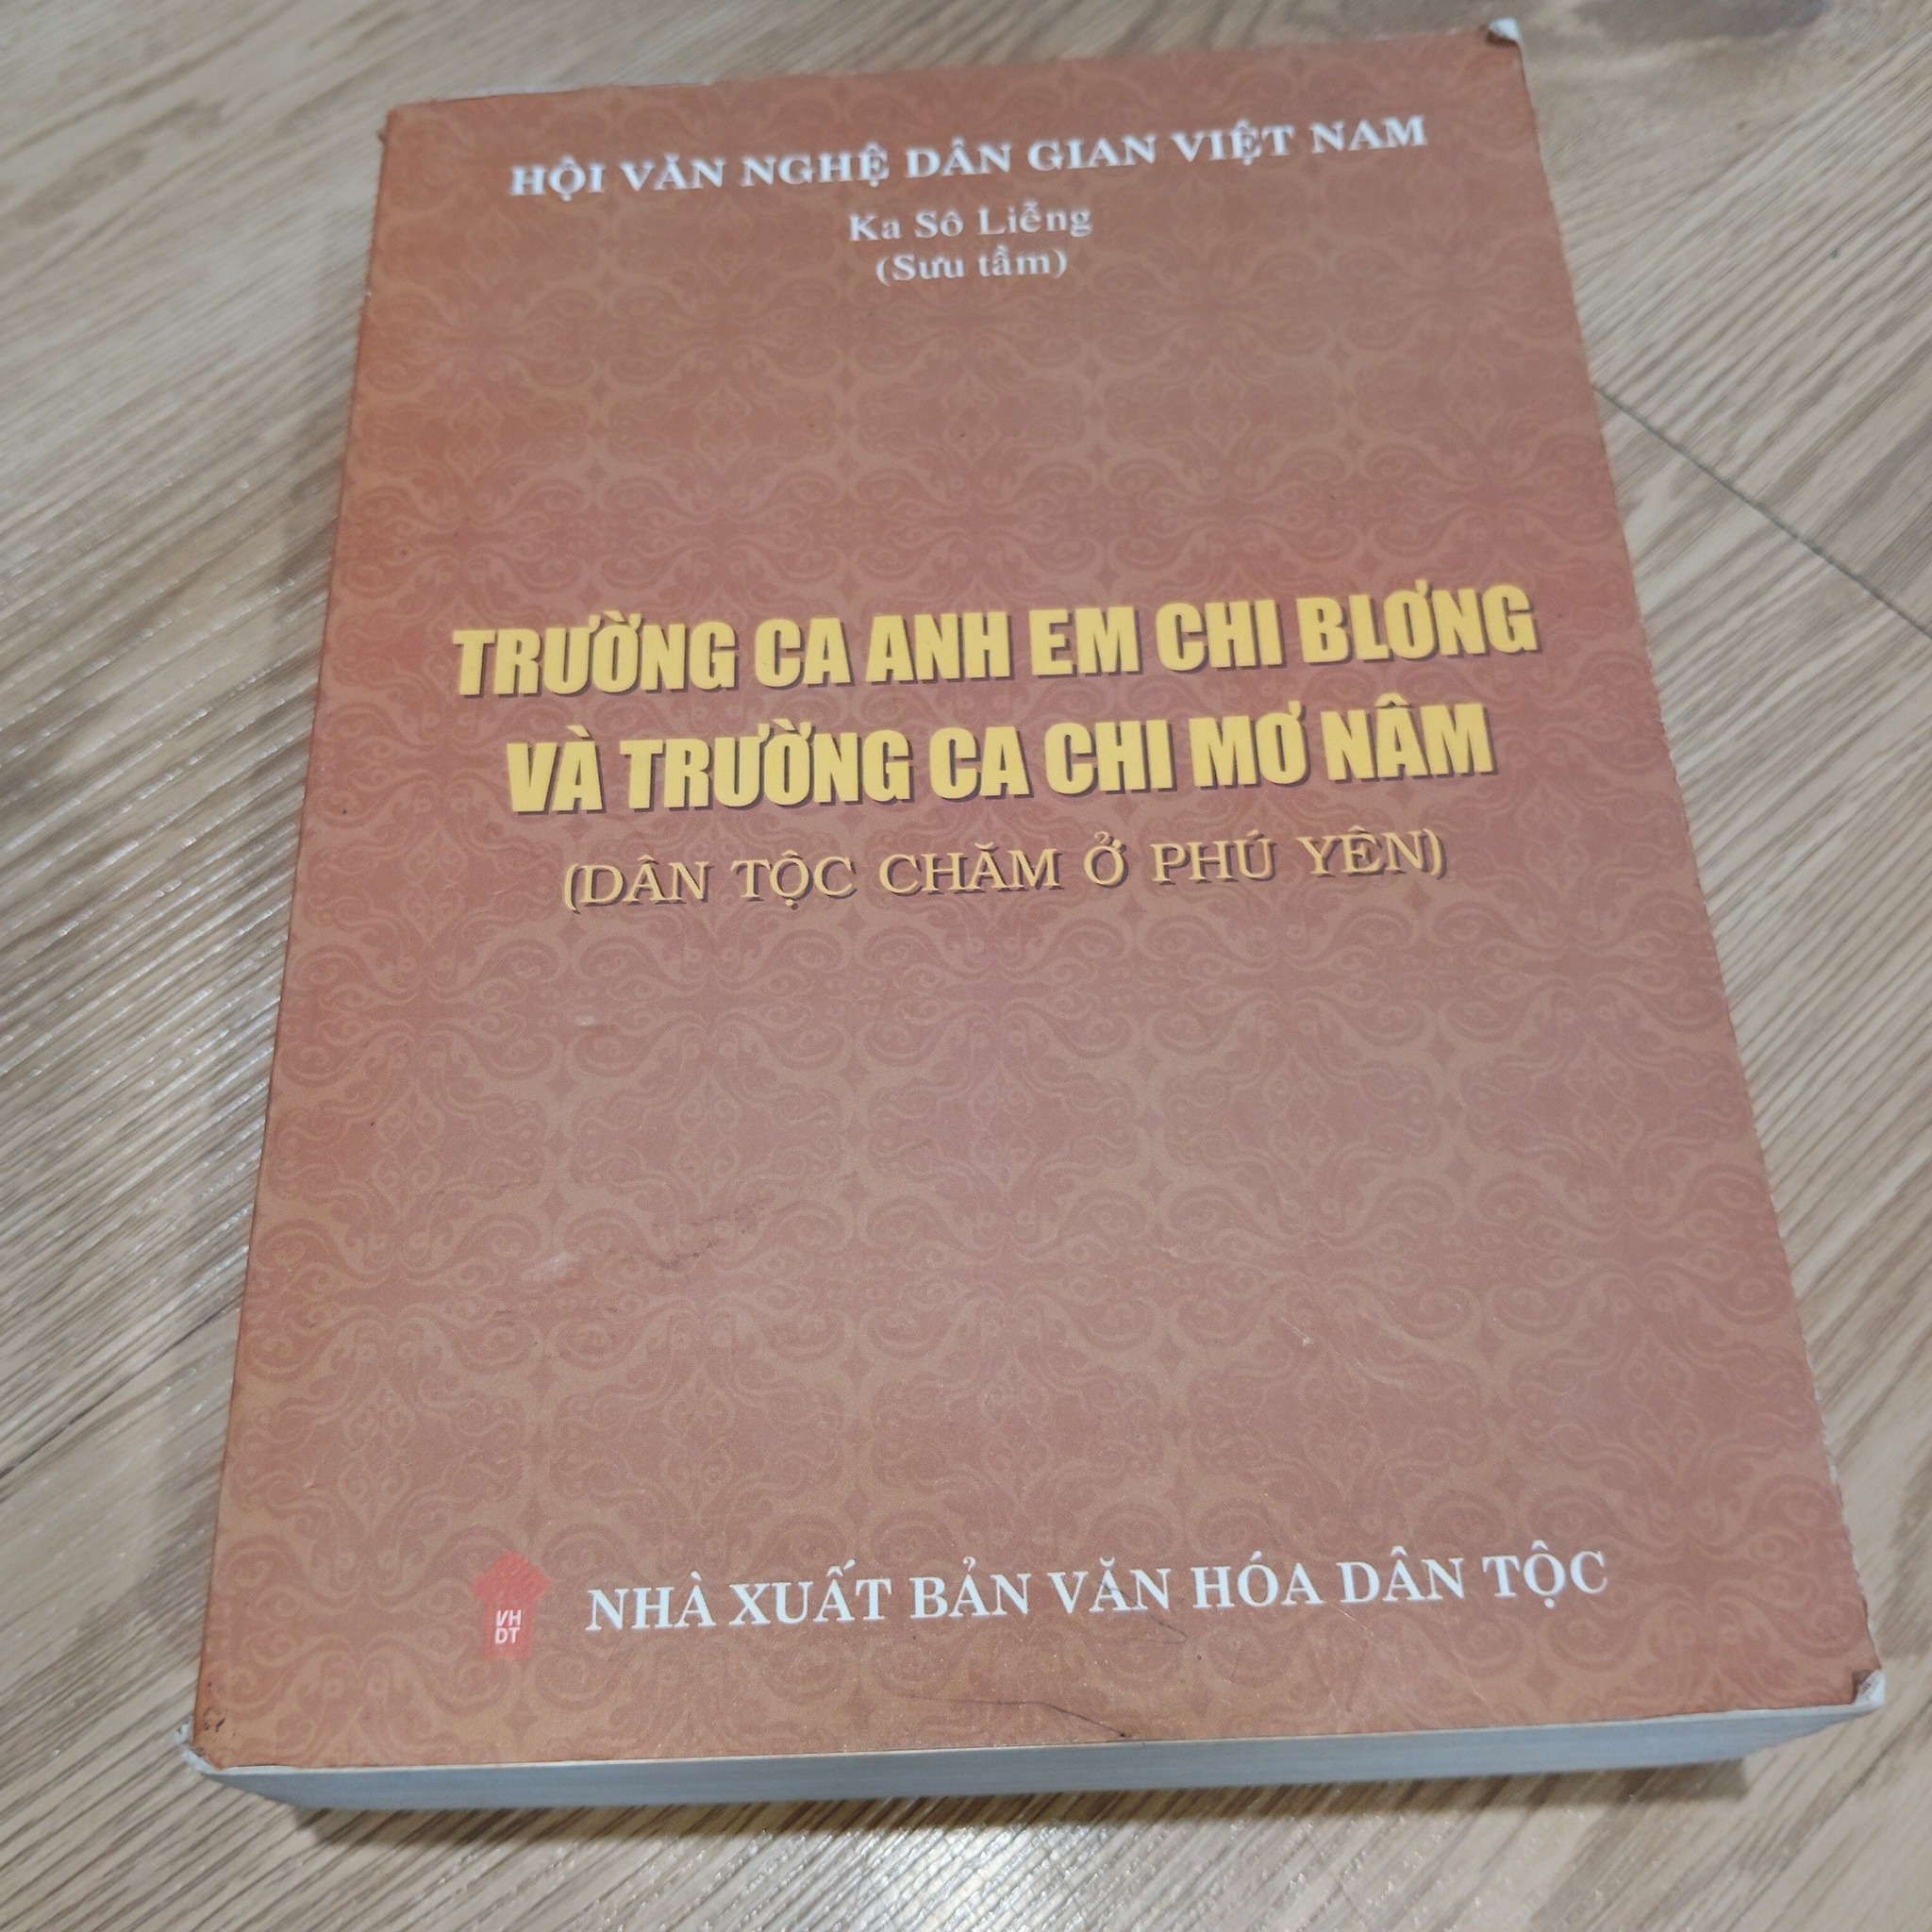 HỘI VĂN NGHỆ DÂN GIAN VIỆT NAM
Ka Sô Liễng
(Sưu tầm)
TRƯỜNG CA ANH EM CHI BLƠNG
VÀ TRƯỜNG CA CHI MƠ NÂM
(DÂN TỘC CHĂM Ở PHÚ YÊN)
VH
DT
NHÀ XUẤT BẢN VĂN HÓA DÂN TỘC